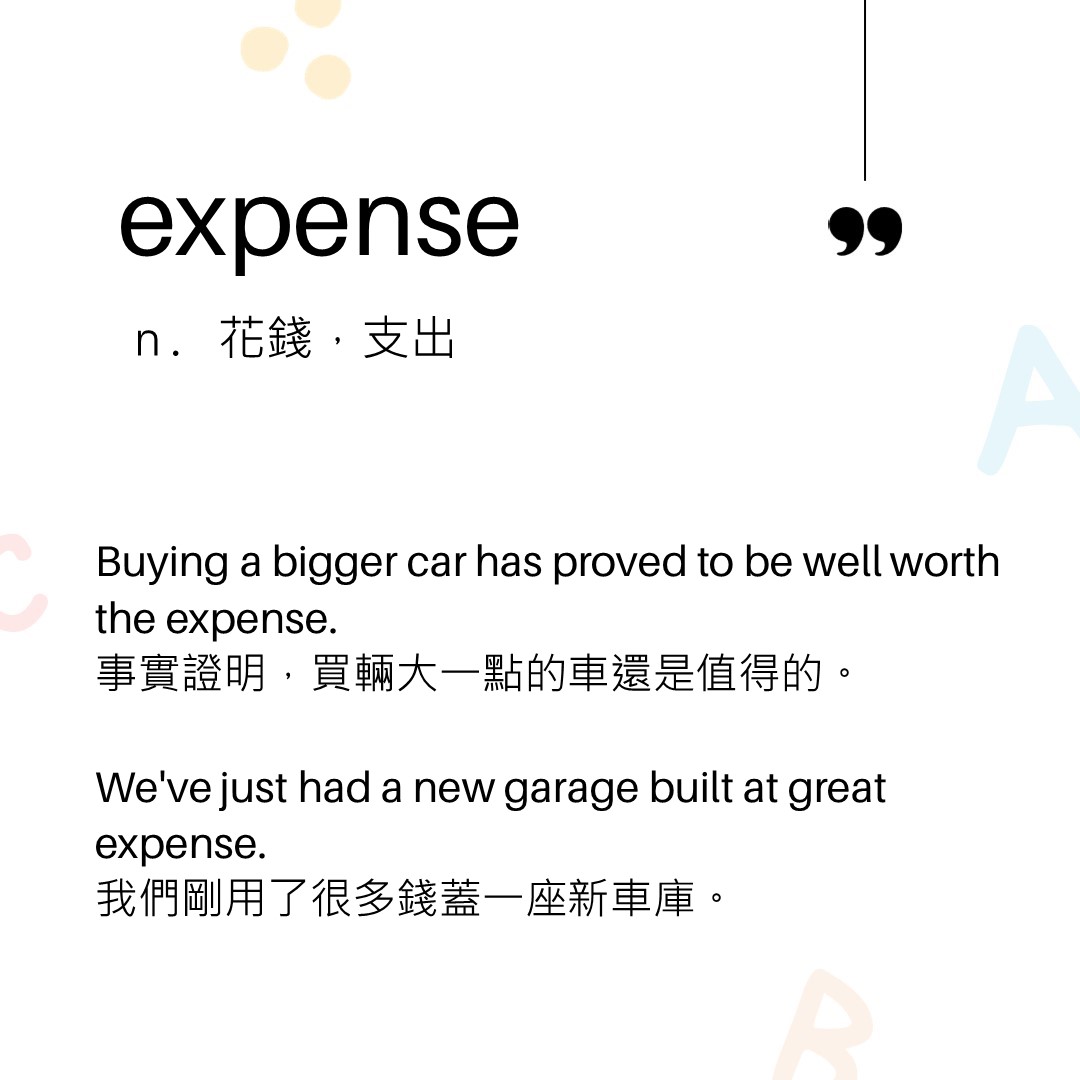 expense
”
n. 花錢，支出
A
C
Buying a bigger car has proved to be well worth
the expense.
事實證明，買輛大一點的車還是值得的。
We've just had a new garage built at great
expense.
我們剛用了很多錢蓋一座新車庫。
B